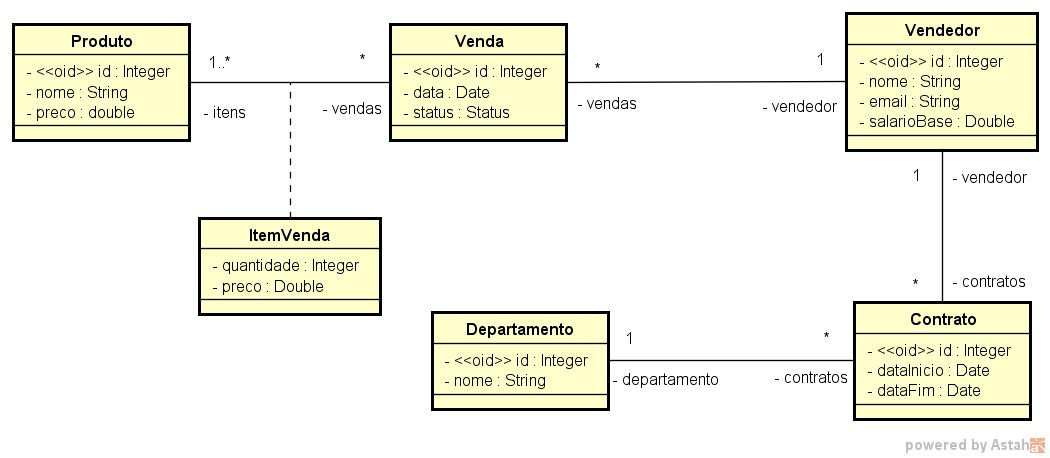 Produto
- <<oid>> id : Integer
- nome : String
- preco : double
1..*
- itens
*
- vendas
Venda
- <<oid>> id : Integer
- data : Date
- status : Status
*
- vendas
1
- vendedor
Vendedor
- <<oid>> id : Integer
- nome : String
- email : String
- salarioBase : Double
1
- vendedor
ItemVenda
- quantidade : Integer
- preco : Double
*
- contratos
Departamento
- <<oid>> id : Integer
- nome : String
1
- departamento
*
- contratos
Contrato
- <<oid>> id : Integer
- dataInicio : Date
- dataFim : Date
powered by Astah